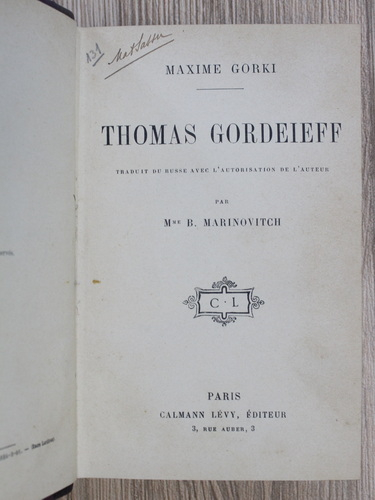 131
MAXIME GORKI
THOMAS GORDEIEFF
TRADUIT DU RUSSE AVEC L'AUTORISATION DE L'AUTEUR
PAR
Mme B. MARINOVITCH
C · L
PARIS
CALMANN LÉVY, ÉDITEUR
3, RUE AUBER, 3